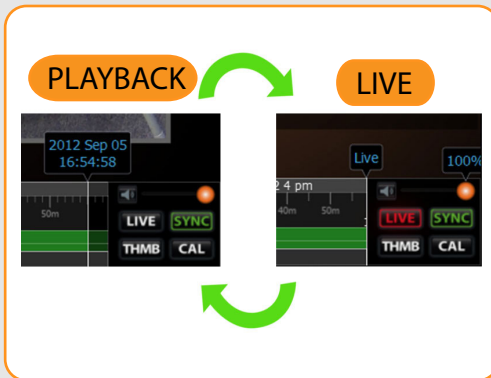 PLAYBACK
LIVE
2012 Sep 05
16:54:58
50m
LIVE SYNC
THMB CAL
Live
100%
4 pm
40m 50m
LIVE SYNC
THMB CAL